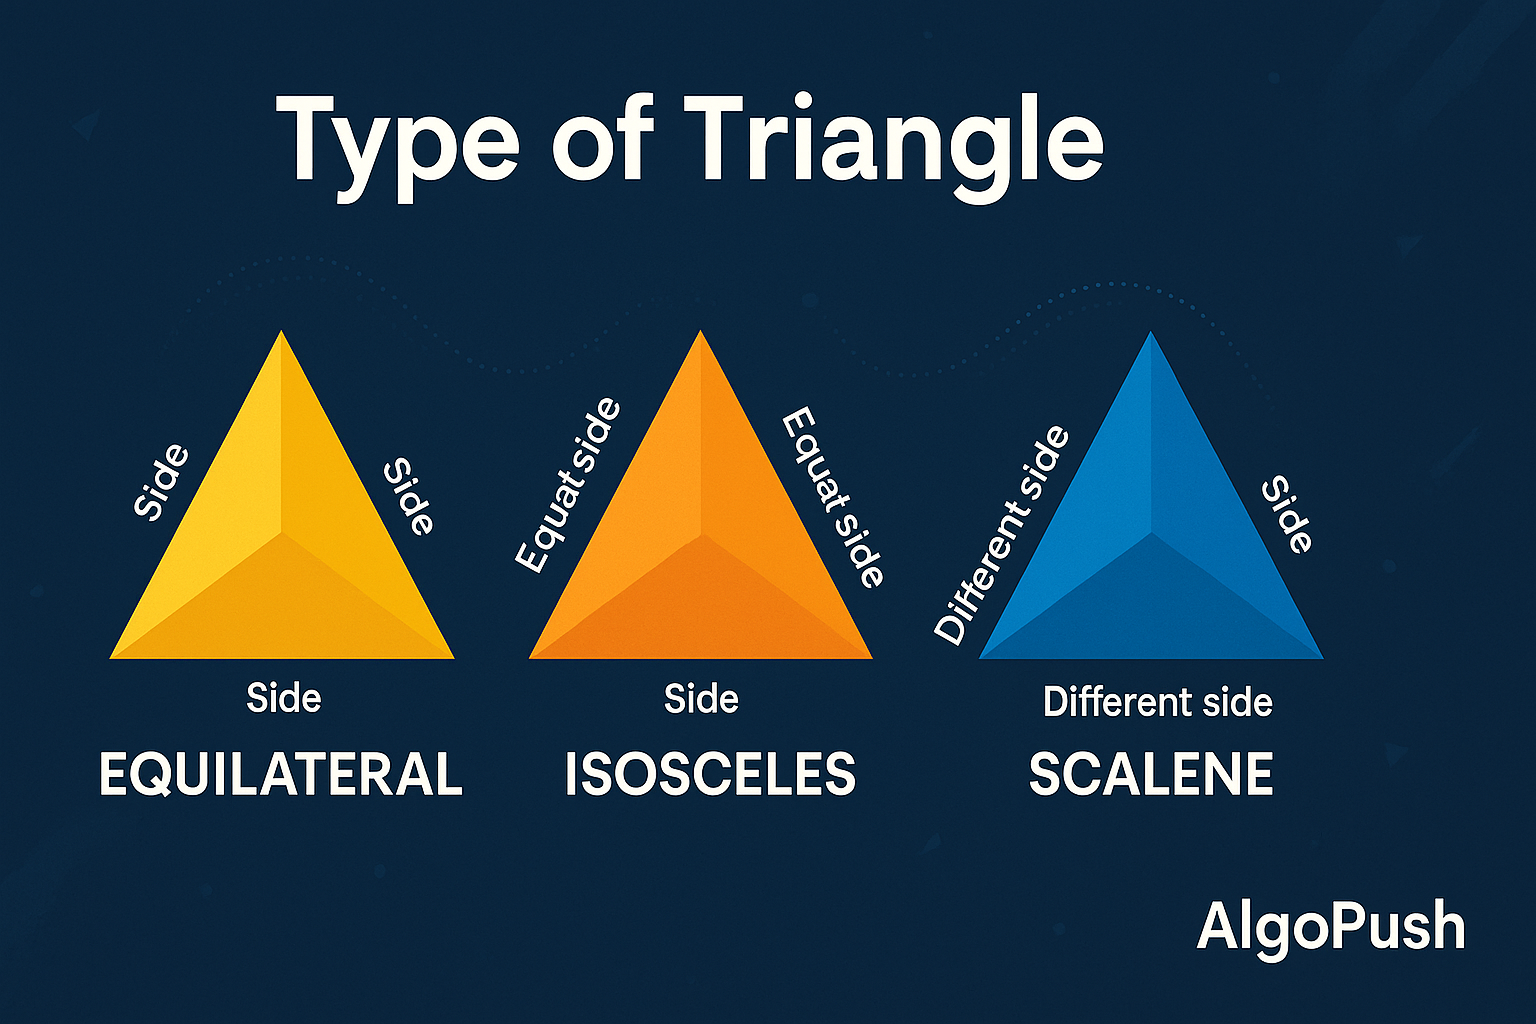 Type of Triangle
Side
Side
Side
EQUILATERAL
Equat side
Equat side
Side
ISOSCELES
Different side
Side
Different side
SCALENE
AlgoPush